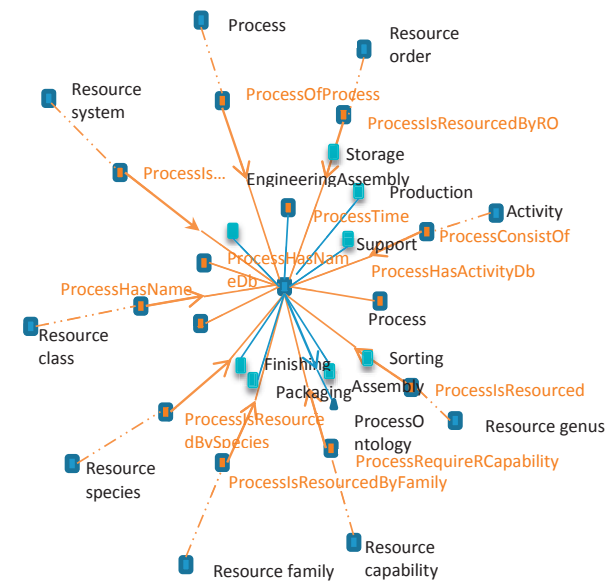 Process
Resource
order
Resource
system
ProcessOfProcess
ProcessIsResourcedByRO
Storage
ProcessIs...
EngineeringAssembly
Production
ProcessTime
Activity
ProcessConsistOf
Support
ProcessHasNam
eDb
ProcessHasActivityDb
ProcessHasName
Process
Resource
class
Finishing
Sorting
Packaging
Assembly
ProcessIsResourced
ProcessIsResource
dBySpecies
ProcessO
ntology
Resource genus
Resource
species
ProcessRequireRCapability
ProcessIsResourcedByFamily
Resource family
Resource
capability